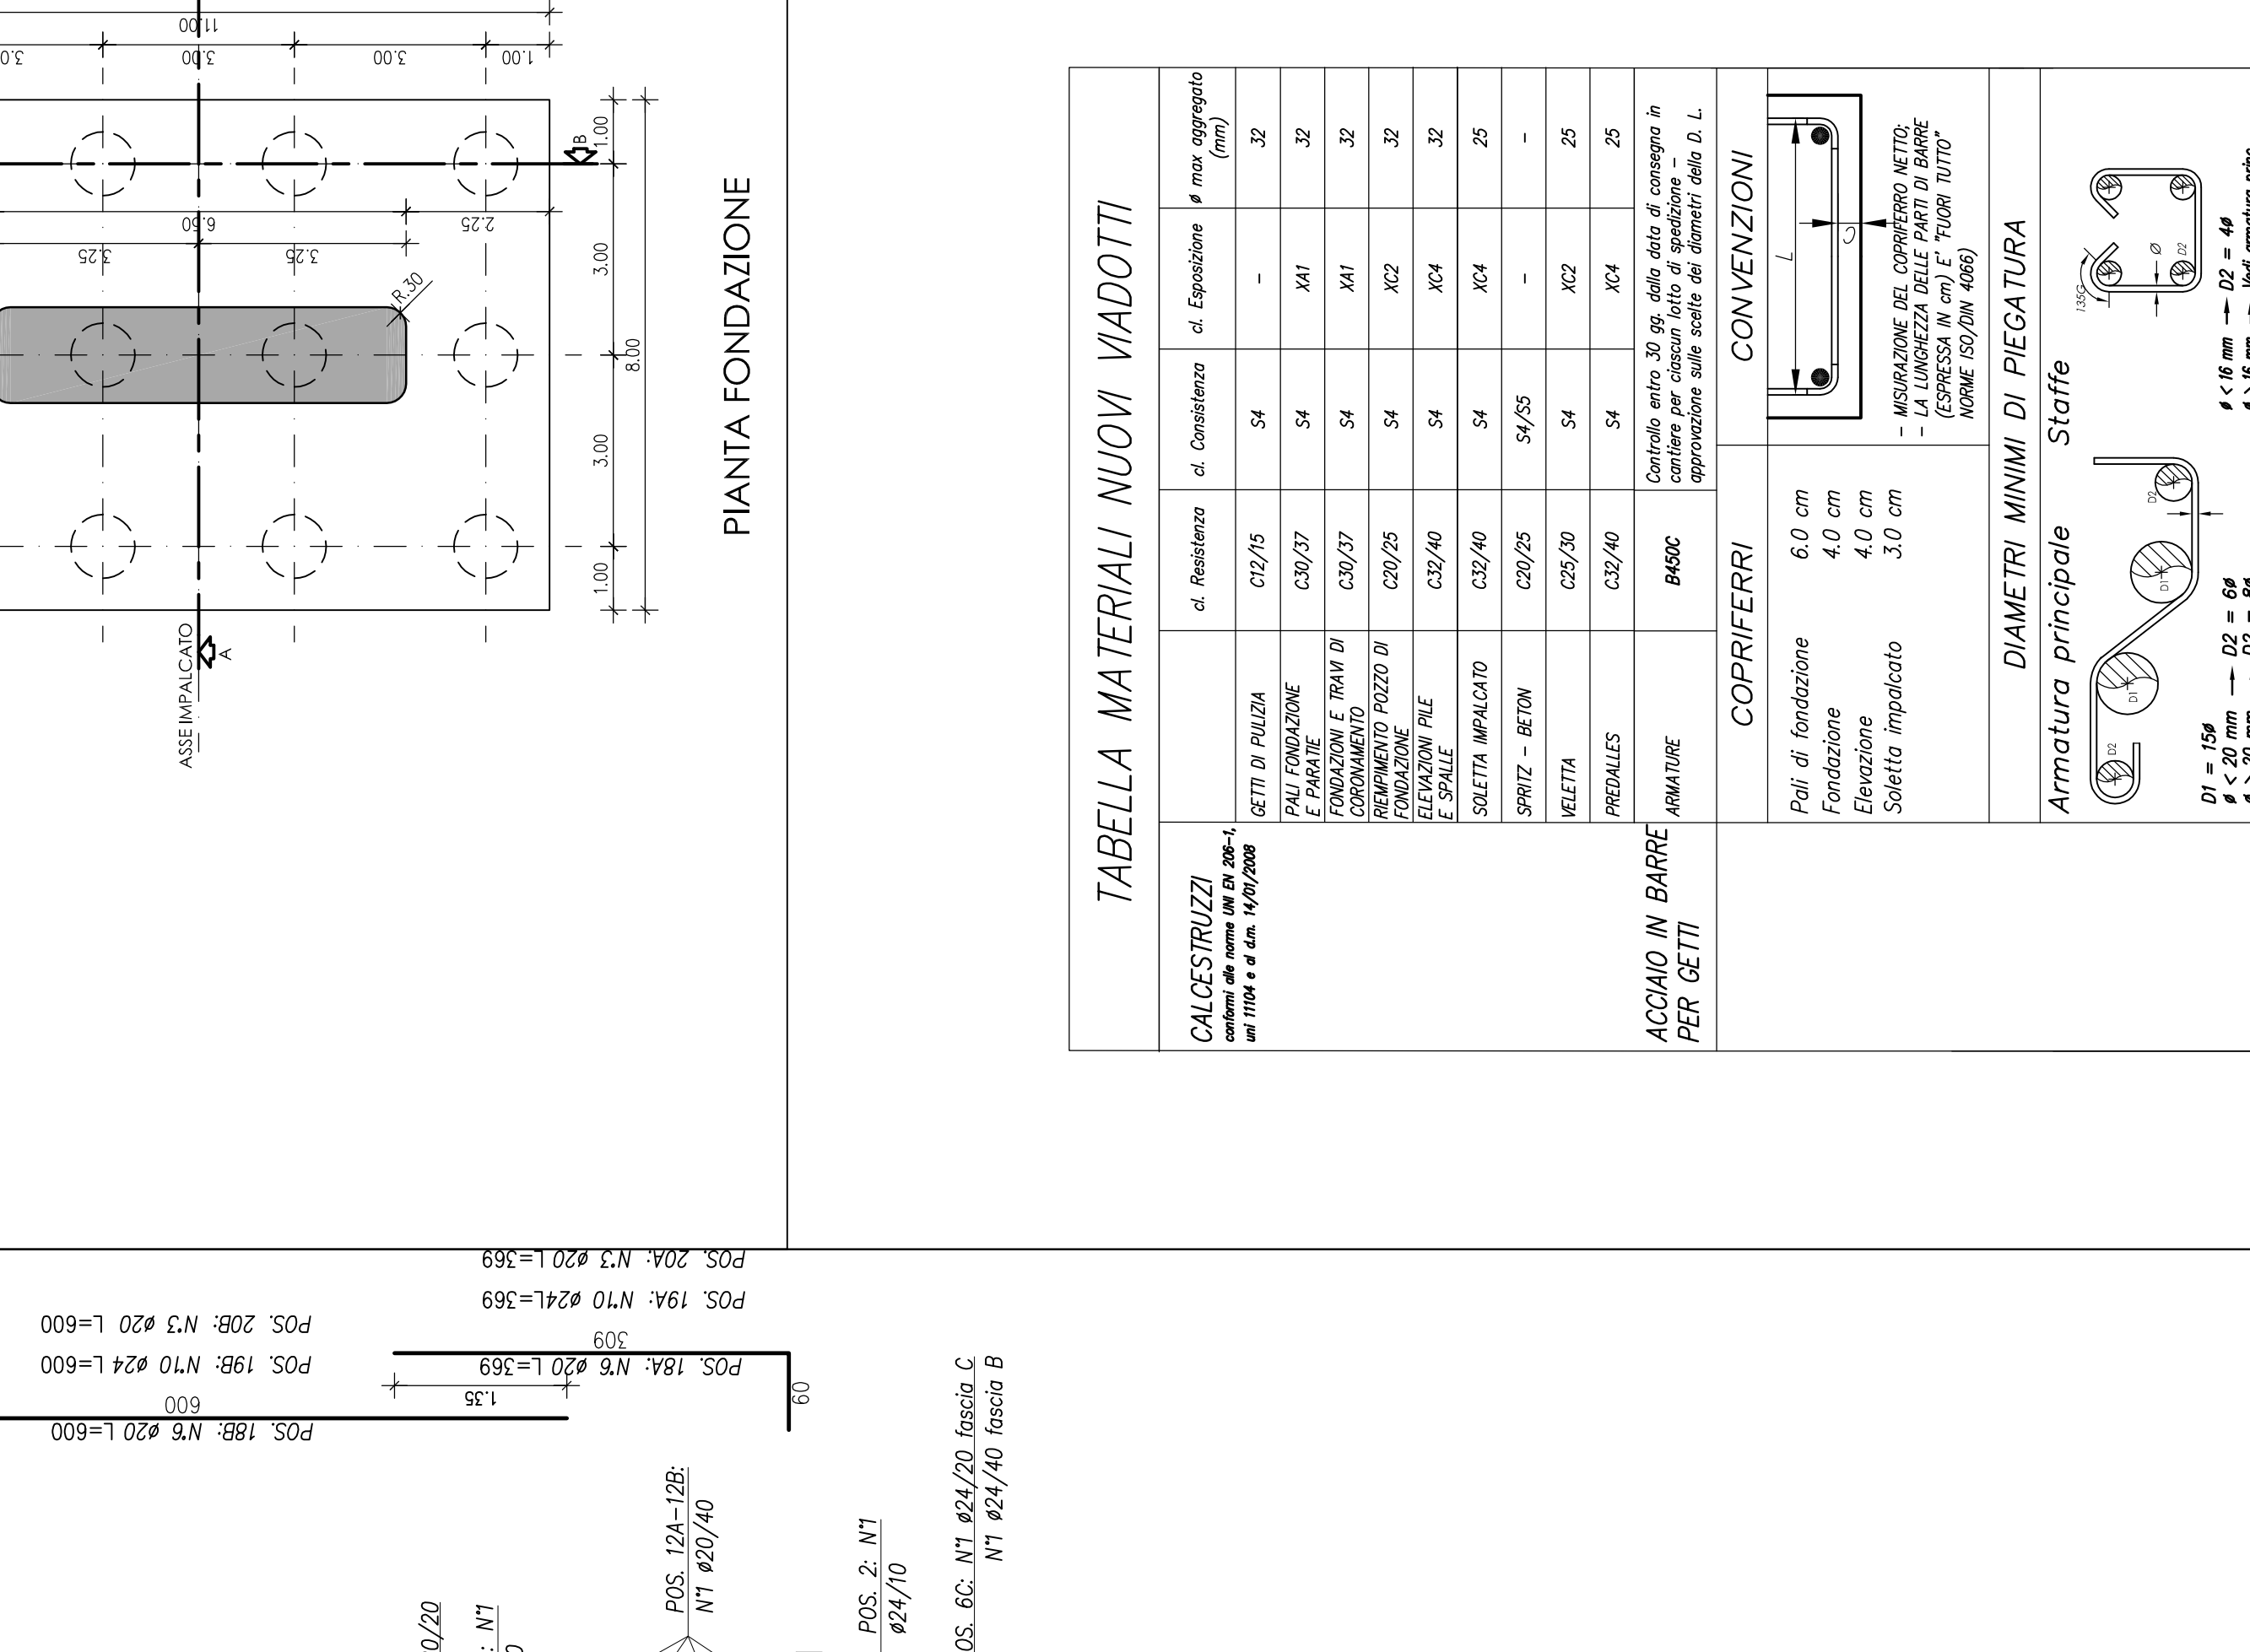 11.00
3.00
3.00
1.00
6.50
2.25
3.25
3.25
R.30
1.00
3.00
3.00
1.00
8.00
B
A
ASSE IMPALCATO
PIANTA FONDAZIONE
TABELLA MATERIALI NUOVI VIADOTTI
CALCESTRUZZI
conformi alle norme UNI EN 206-1,
uni 11104 e al d.m. 14/01/2008
cl. Resistenza cl. Consistenza cl. Esposizione ø max aggregato
(mm)
GETTI DI PULIZIA C12/15 S4 - 32
PALI FONDAZIONE
E PARATIE C30/37 S4 XA1 32
FONDAZIONI E TRAVI DI
CORONAMENTO C30/37 S4 XA1 32
RIEMPIMENTO POZZO DI
FONDAZIONE C20/25 S4 XC2 32
ELEVAZIONI PILE
E SPALLE C32/40 S4 XC4 32
SOLETTA IMPALCATO C32/40 S4 XC4 25
SPRITZ - BETON C20/25 S4/S5 - -
VELETTA C25/30 S4 XC2 25
PREDALLES C32/40 S4 XC4 25
ACCIAIO IN BARRE
PER GETTI
ARMATURE B450C
Controllo entro 30 gg. dalla data di consegna in
cantiere per ciascun lotto di spedizione -
approvazione sulle scelte dei diametri della D. L.
COPRIFERRI
Pali di fondazione 6.0 cm
Fondazione 4.0 cm
Elevazione 4.0 cm
Soletta impalcato 3.0 cm
CONVENZIONI
L
C
- MISURAZIONE DEL COPRIFERRO NETTO;
- LA LUNGHEZZA DELLE PARTI DI BARRE
(ESPRESSA IN cm) E' "FUORI TUTTO"
NORME ISO/DIN 4066)
DIAMETRI MINIMI DI PIEGATURA
Armatura principale Staffe
D2
D1
D1
D2
135G
Ø
D2
D1 = 15ø
ø < 20 mm → D2 = 6ø
ø < 16 mm → D2 = 4ø
POS. 20A: N°3 ø20 L=369
POS. 19A: N°10 ø24L=369
309
POS. 18A: N°6 ø20 L=369
60
1.35
POS. 20B: N°3 ø20 L=600
POS. 19B: N°10 ø24 L=600
600
POS. 18B: N°6 ø20 L=600
POS. 12A-12B:
N°1 ø20/40
POS. 2: N°1
ø24/10
OS. 6C: N°1 ø24/20 fascia C
N°1 ø24/40 fascia B
0/20
: N°1